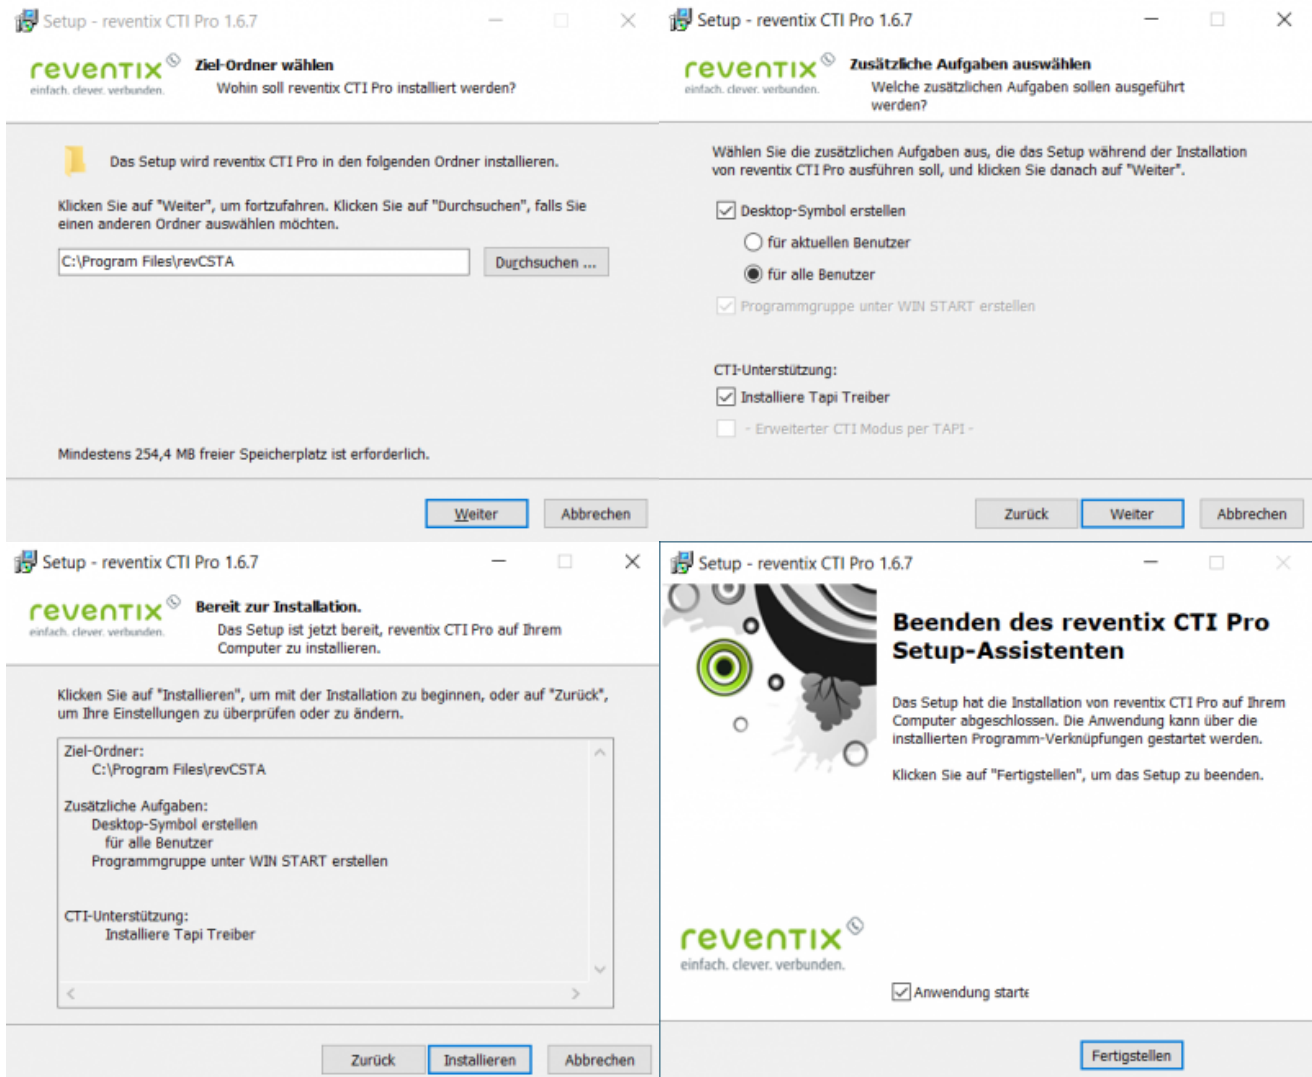 Setup - reventix CTI Pro 1.6.7
reventix
einfach. clever. verbunden.
Ziel-Ordner wählen
Wohin soll reventix CTI Pro installiert werden?
Das Setup wird reventix CTI Pro in den folgenden Ordner installieren.
Klicken Sie auf "Weiter", um fortzufahren. Klicken Sie auf "Durchsuchen", falls Sie
einen anderen Ordner auswählen möchten.
C:\Program Files\revCSTA
Durchsuchen ...
Mindestens 254,4 MB freier Speicherplatz ist erforderlich.
Weiter
Abbrechen
Setup - reventix CTI Pro 1.6.7
reventix
einfach. clever. verbunden.
Zusätzliche Aufgaben auswählen
Welche zusätzlichen Aufgaben sollen ausgeführt
werden?
Wählen Sie die zusätzlichen Aufgaben aus, die das Setup während der Installation
von reventix CTI Pro ausführen soll, und klicken Sie danach auf "Weiter".
Desktop-Symbol erstellen
für aktuellen Benutzer
für alle Benutzer
Programmgruppe unter WIN START erstellen
CTI-Unterstützung:
Installiere Tapi Treiber
- Erweiterter CTI Modus per TAPI -
Zurück
Weiter
Abbrechen
Setup - reventix CTI Pro 1.6.7
reventix
einfach. clever. verbunden.
Bereit zur Installation.
Das Setup ist jetzt bereit, reventix CTI Pro auf Ihrem
Computer zu installieren.
Klicken Sie auf "Installieren", um mit der Installation zu beginnen, oder auf "Zurück",
um Ihre Einstellungen zu überprüfen oder zu ändern.
Ziel-Ordner:
C:\Program Files\revCSTA
Zusätzliche Aufgaben:
Desktop-Symbol erstellen
für alle Benutzer
Programmgruppe unter WIN START erstellen
CTI-Unterstützung:
Installiere Tapi Treiber
Zurück
Installieren
Abbrechen
Setup - reventix CTI Pro 1.6.7
Beenden des reventix CTI Pro
Setup-Assistenten
Das Setup hat die Installation von reventix CTI Pro auf Ihrem
Computer abgeschlossen. Die Anwendung kann über die
installierten Programm-Verknüpfungen gestartet werden.
Klicken Sie auf "Fertigstellen", um das Setup zu beenden.
reventix
einfach. clever. verbunden.
Anwendung starte
Fertigstellen